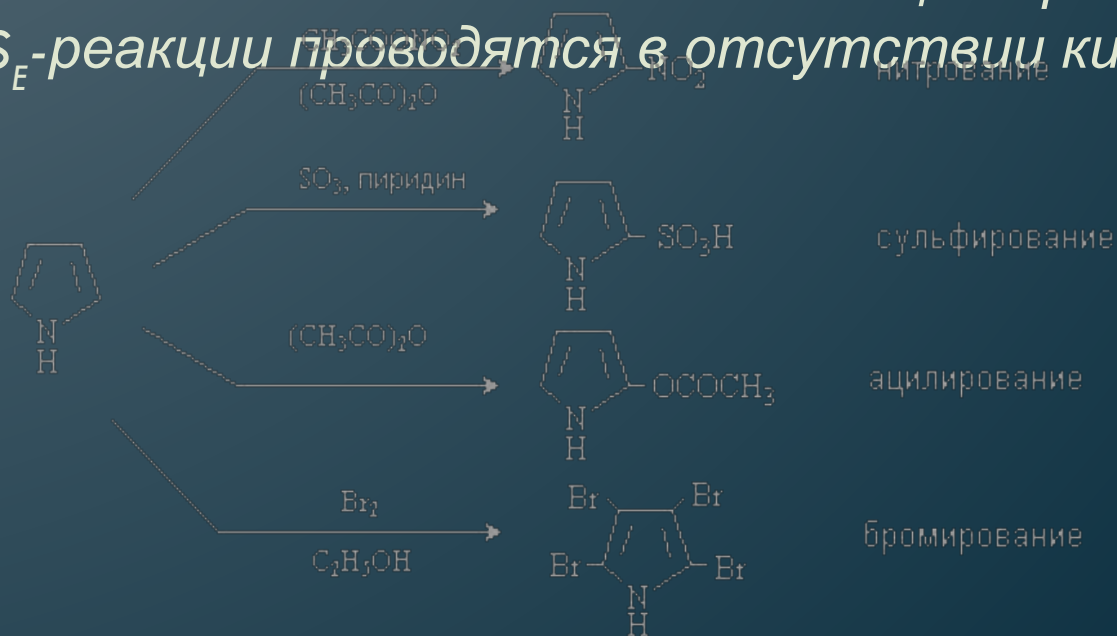 S_E-реакции проводятся в отсутствии ки
CH₃COONO₂
(CH₃CO)₂O
NO₂
нитрование
N
H
SO₃, пиридин
SO₃H
сульфирование
N
H
N
H
(CH₃CO)₂O
OCOCH₃
ацилирование
N
H
Br₂
C₂H₅OH
Br
Br
Br
Br
бромирование
N
H